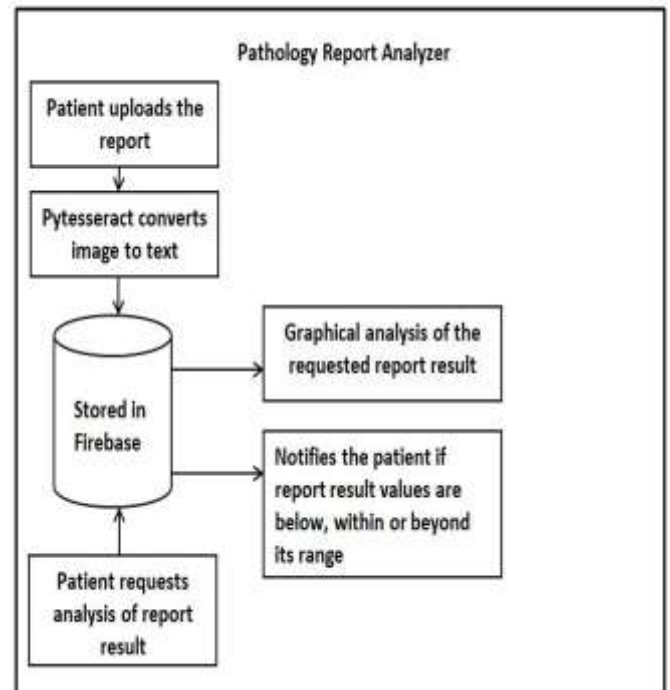 Pathology Report Analyzer
Patient uploads the
report
Pytesseract converts
image to text
Stored in
Firebase
Graphical analysis of the
requested report result
Notifies the patient if
report result values are
below, within or beyond
its range
Patient requests
analysis of report
result